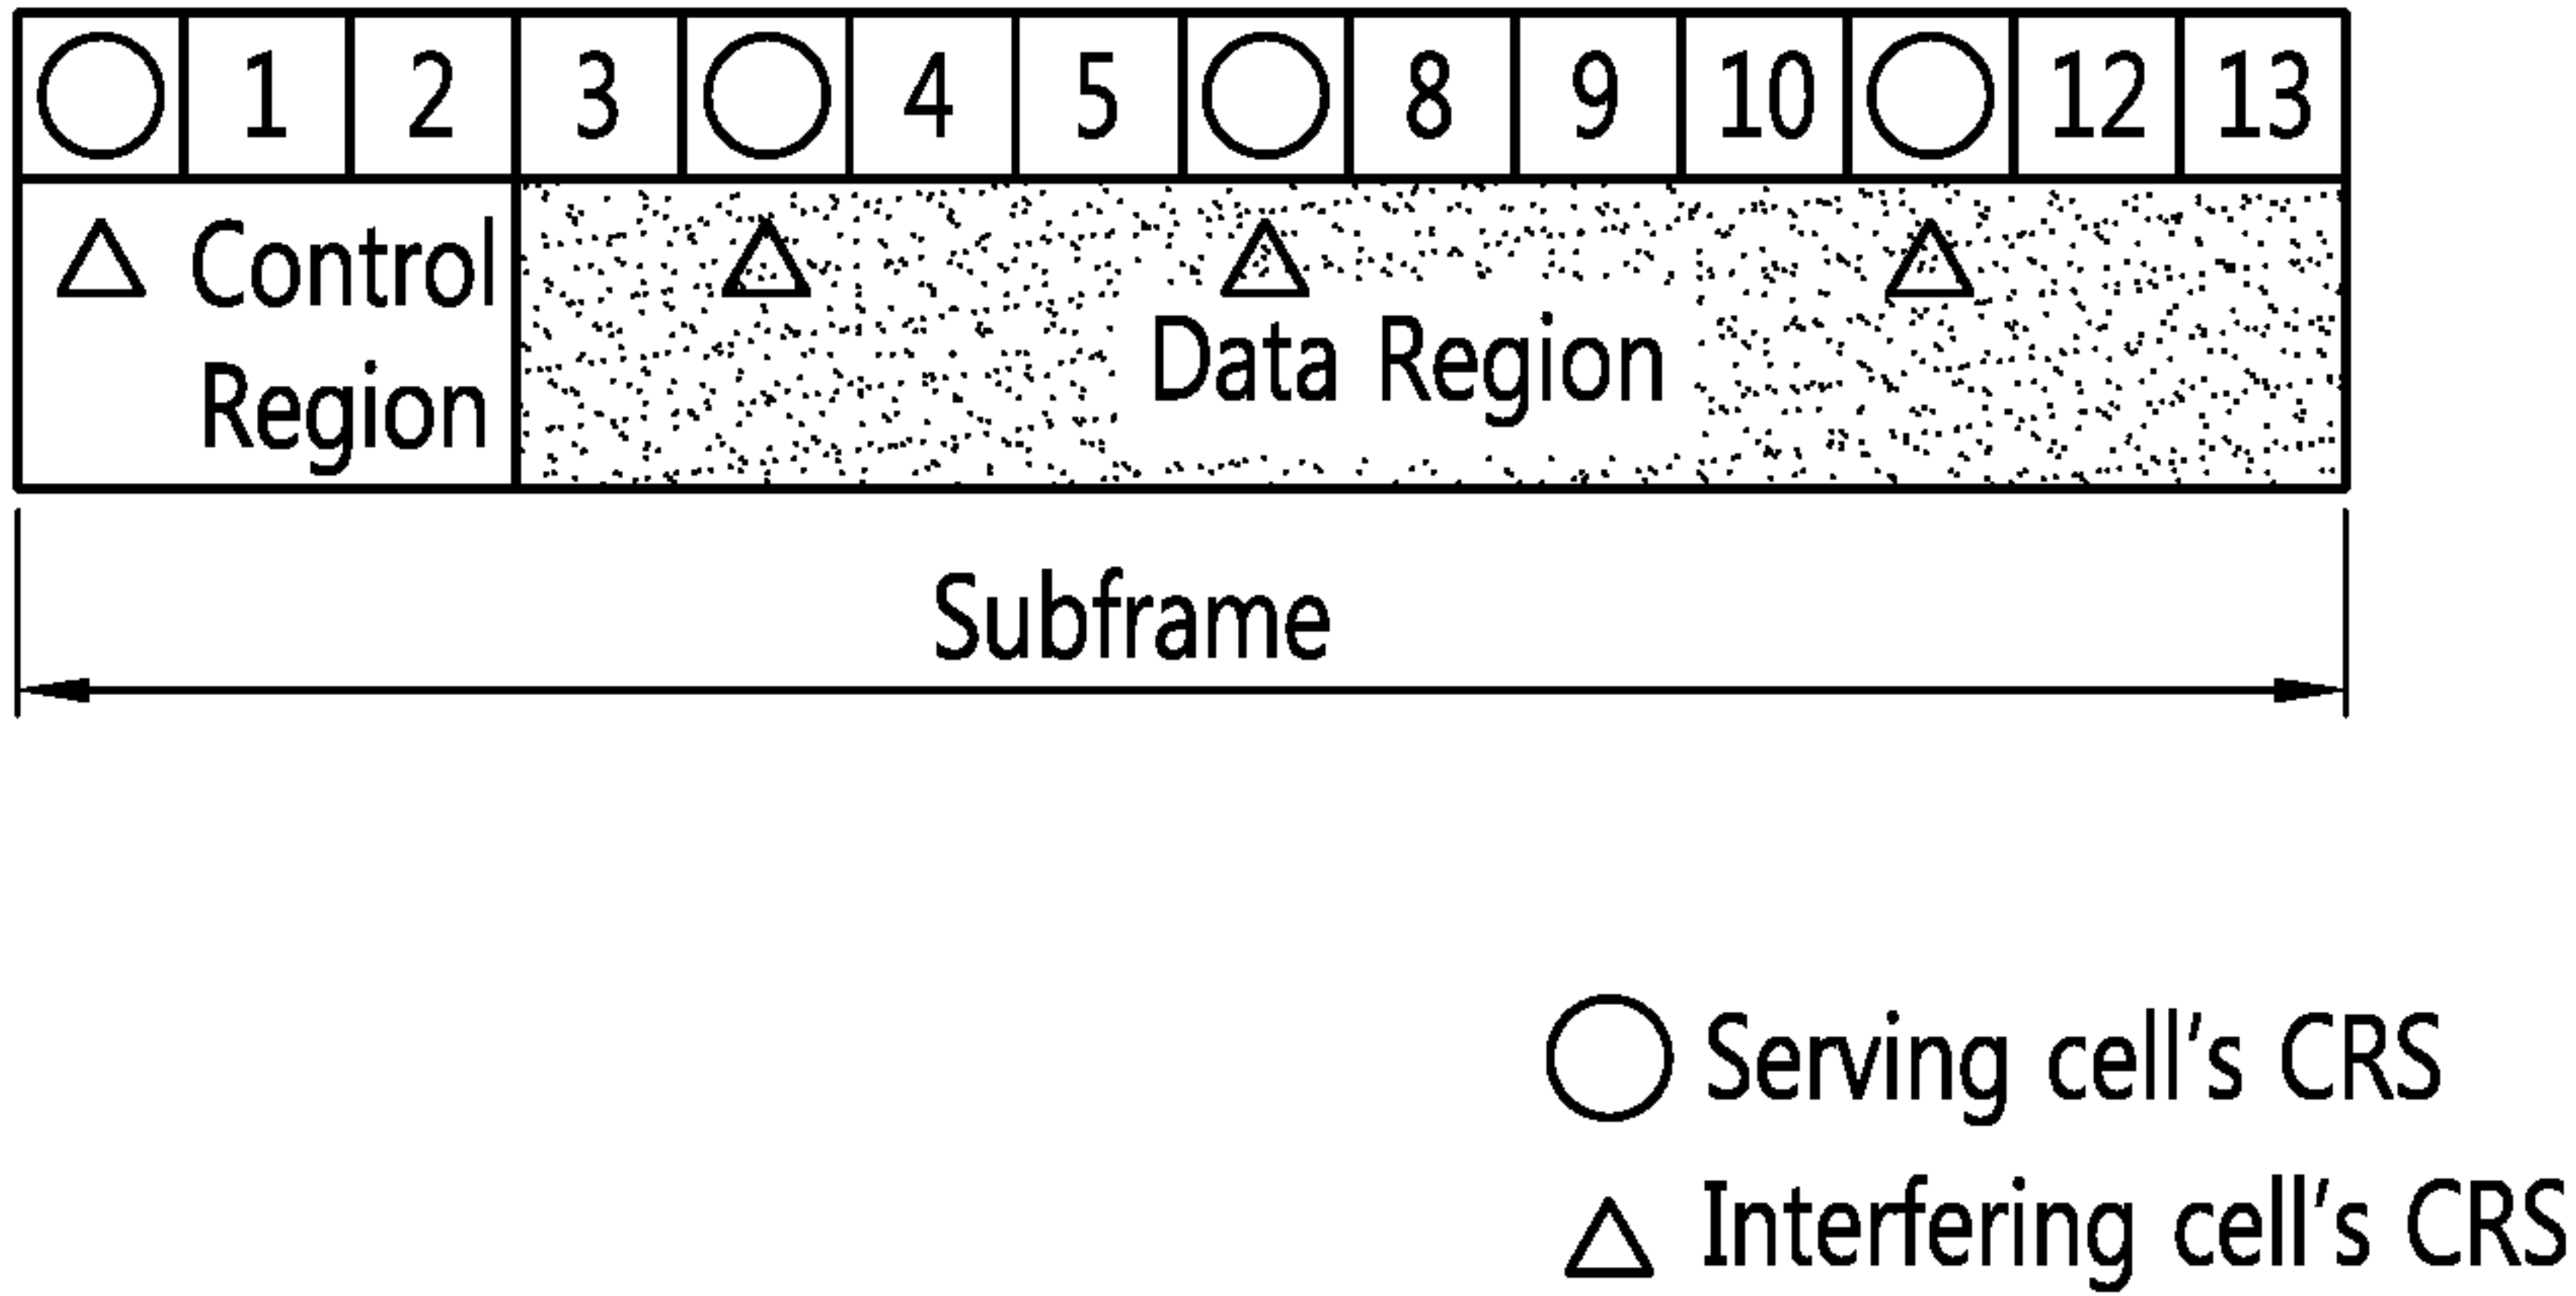 1 2 3 4 5 8 9 10 12 13
Control
Region
Data Region
Subframe
Serving cell's CRS
Interfering cell's CRS